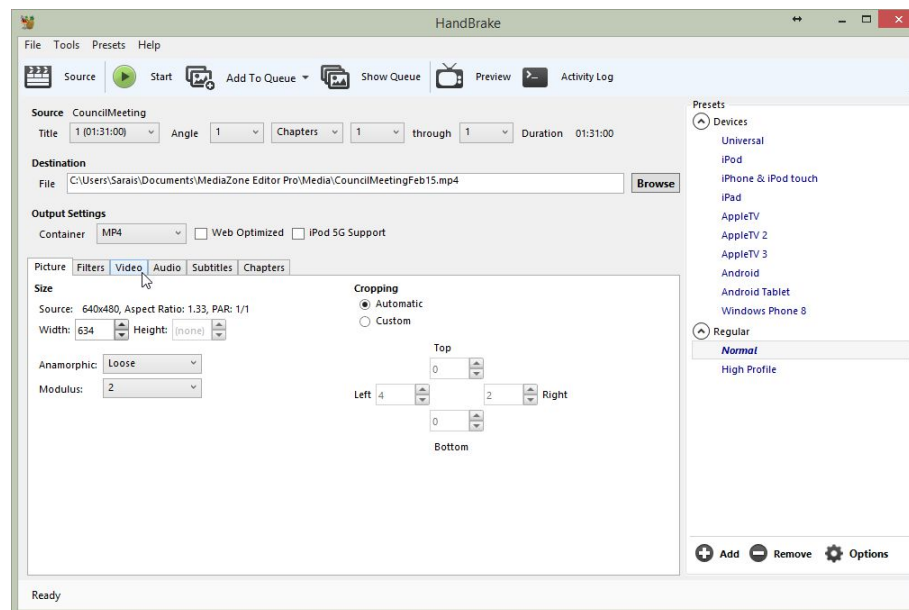 HandBrake
File Tools Presets Help
Source Start Add To Queue Show Queue Preview Activity Log
Source CouncilMeeting
Title 1 (01:31:00) Angle 1 Chapters 1 through 1 Duration 01:31:00
Destination
File C:\Users\Sarais\Documents\MediaZone Editor Pro\Media\CouncilMeetingFeb15.mp4 Browse
Output Settings
Container MP4 Web Optimized iPod 5G Support
Picture Filters Video Audio Subtitles Chapters
Size
Source: 640x480, Aspect Ratio: 1.33, PAR: 1/1
Width: 634 Height: (none)
Anamorphic: Loose
Modulus: 2
Cropping
Automatic
Custom
Top
0
Left 4 2 Right
0
Bottom
Presets
Devices
Universal
iPod
iPhone & iPod touch
iPad
AppleTV
AppleTV 2
AppleTV 3
Android
Android Tablet
Windows Phone 8
Regular
Normal
High Profile
Add Remove Options
Ready